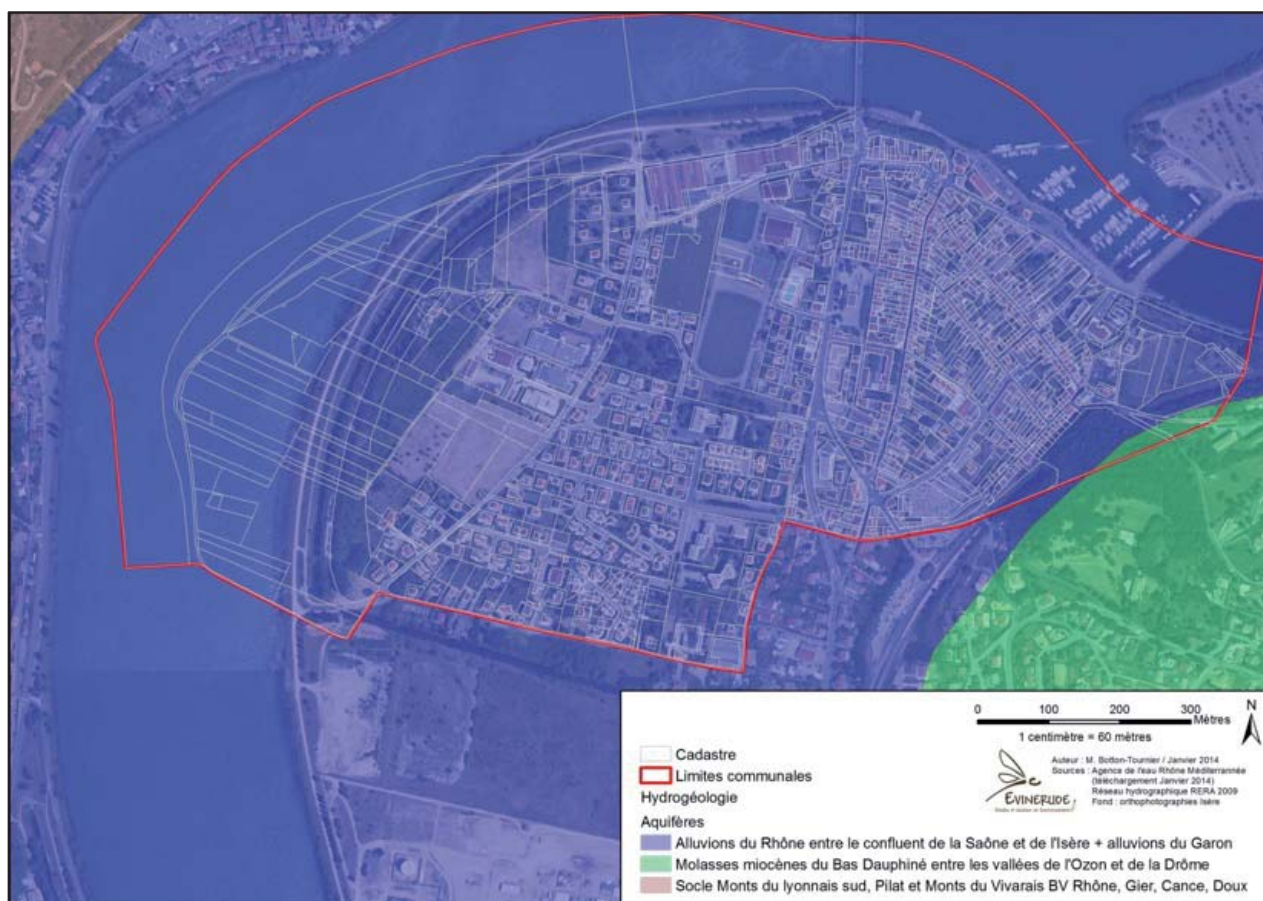 0 100 200 300
Mètres
N
1 centimètre = 60 mètres
Cadastre
Limites communales
Hydrogéologie
Aquifères
Alluvions du Rhône entre le confluent de la Saône et de l'Isère + alluvions du Garon
Molasses miocènes du Bas Dauphiné entre les vallées de l'Ozon et de la Drôme
Socle Monts du lyonnais sud, Pilat et Monts du Vivarais BV Rhône, Gier, Cance, Doux
EVINERUDE
Auteur : M. Botton-Tournier / Janvier 2014
Sources : Agence de l'eau Rhône Méditerrannée
(téléchargement Janvier 2014)
Réseau hydrographique RERA 2009
Fond : orthophotographies Isère